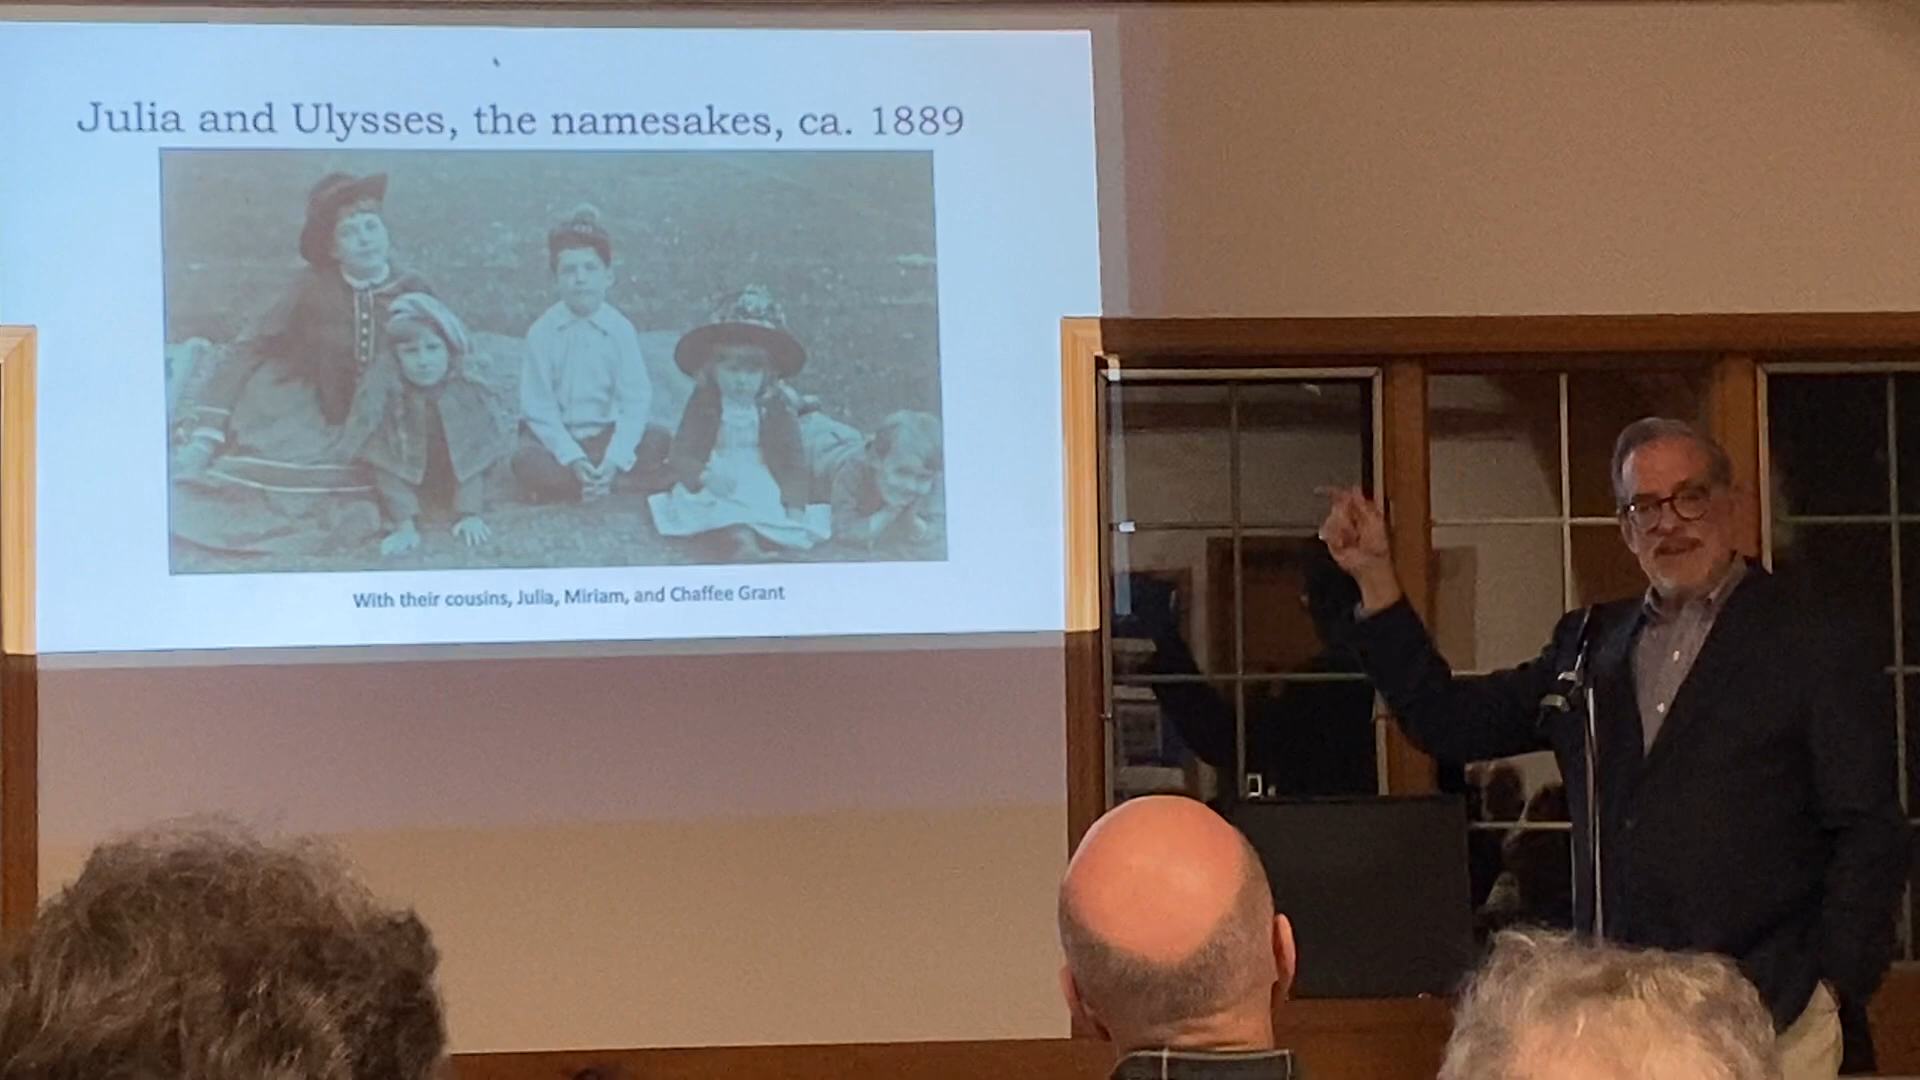 Julia and Ulysses, the namesakes, ca. 1889
With their cousins, Julia, Miriam, and Chaffee Grant